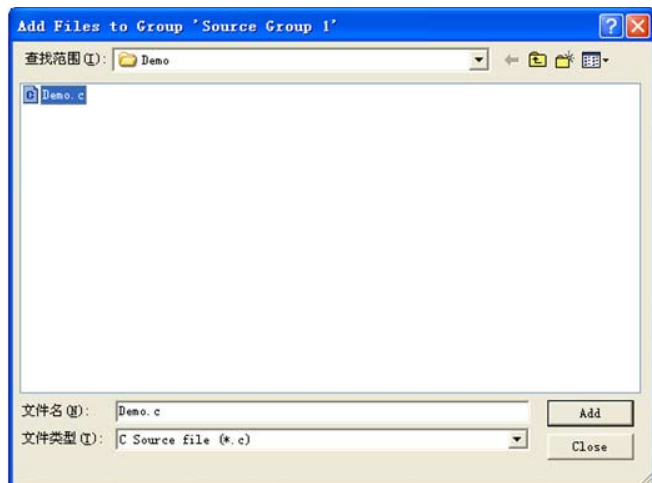 Add Files to Group 'Source Group 1'
查找范围(I): Demo
Demo.c
文件名(N): Demo.c Add
文件类型(T): C Source file (*.c) Close